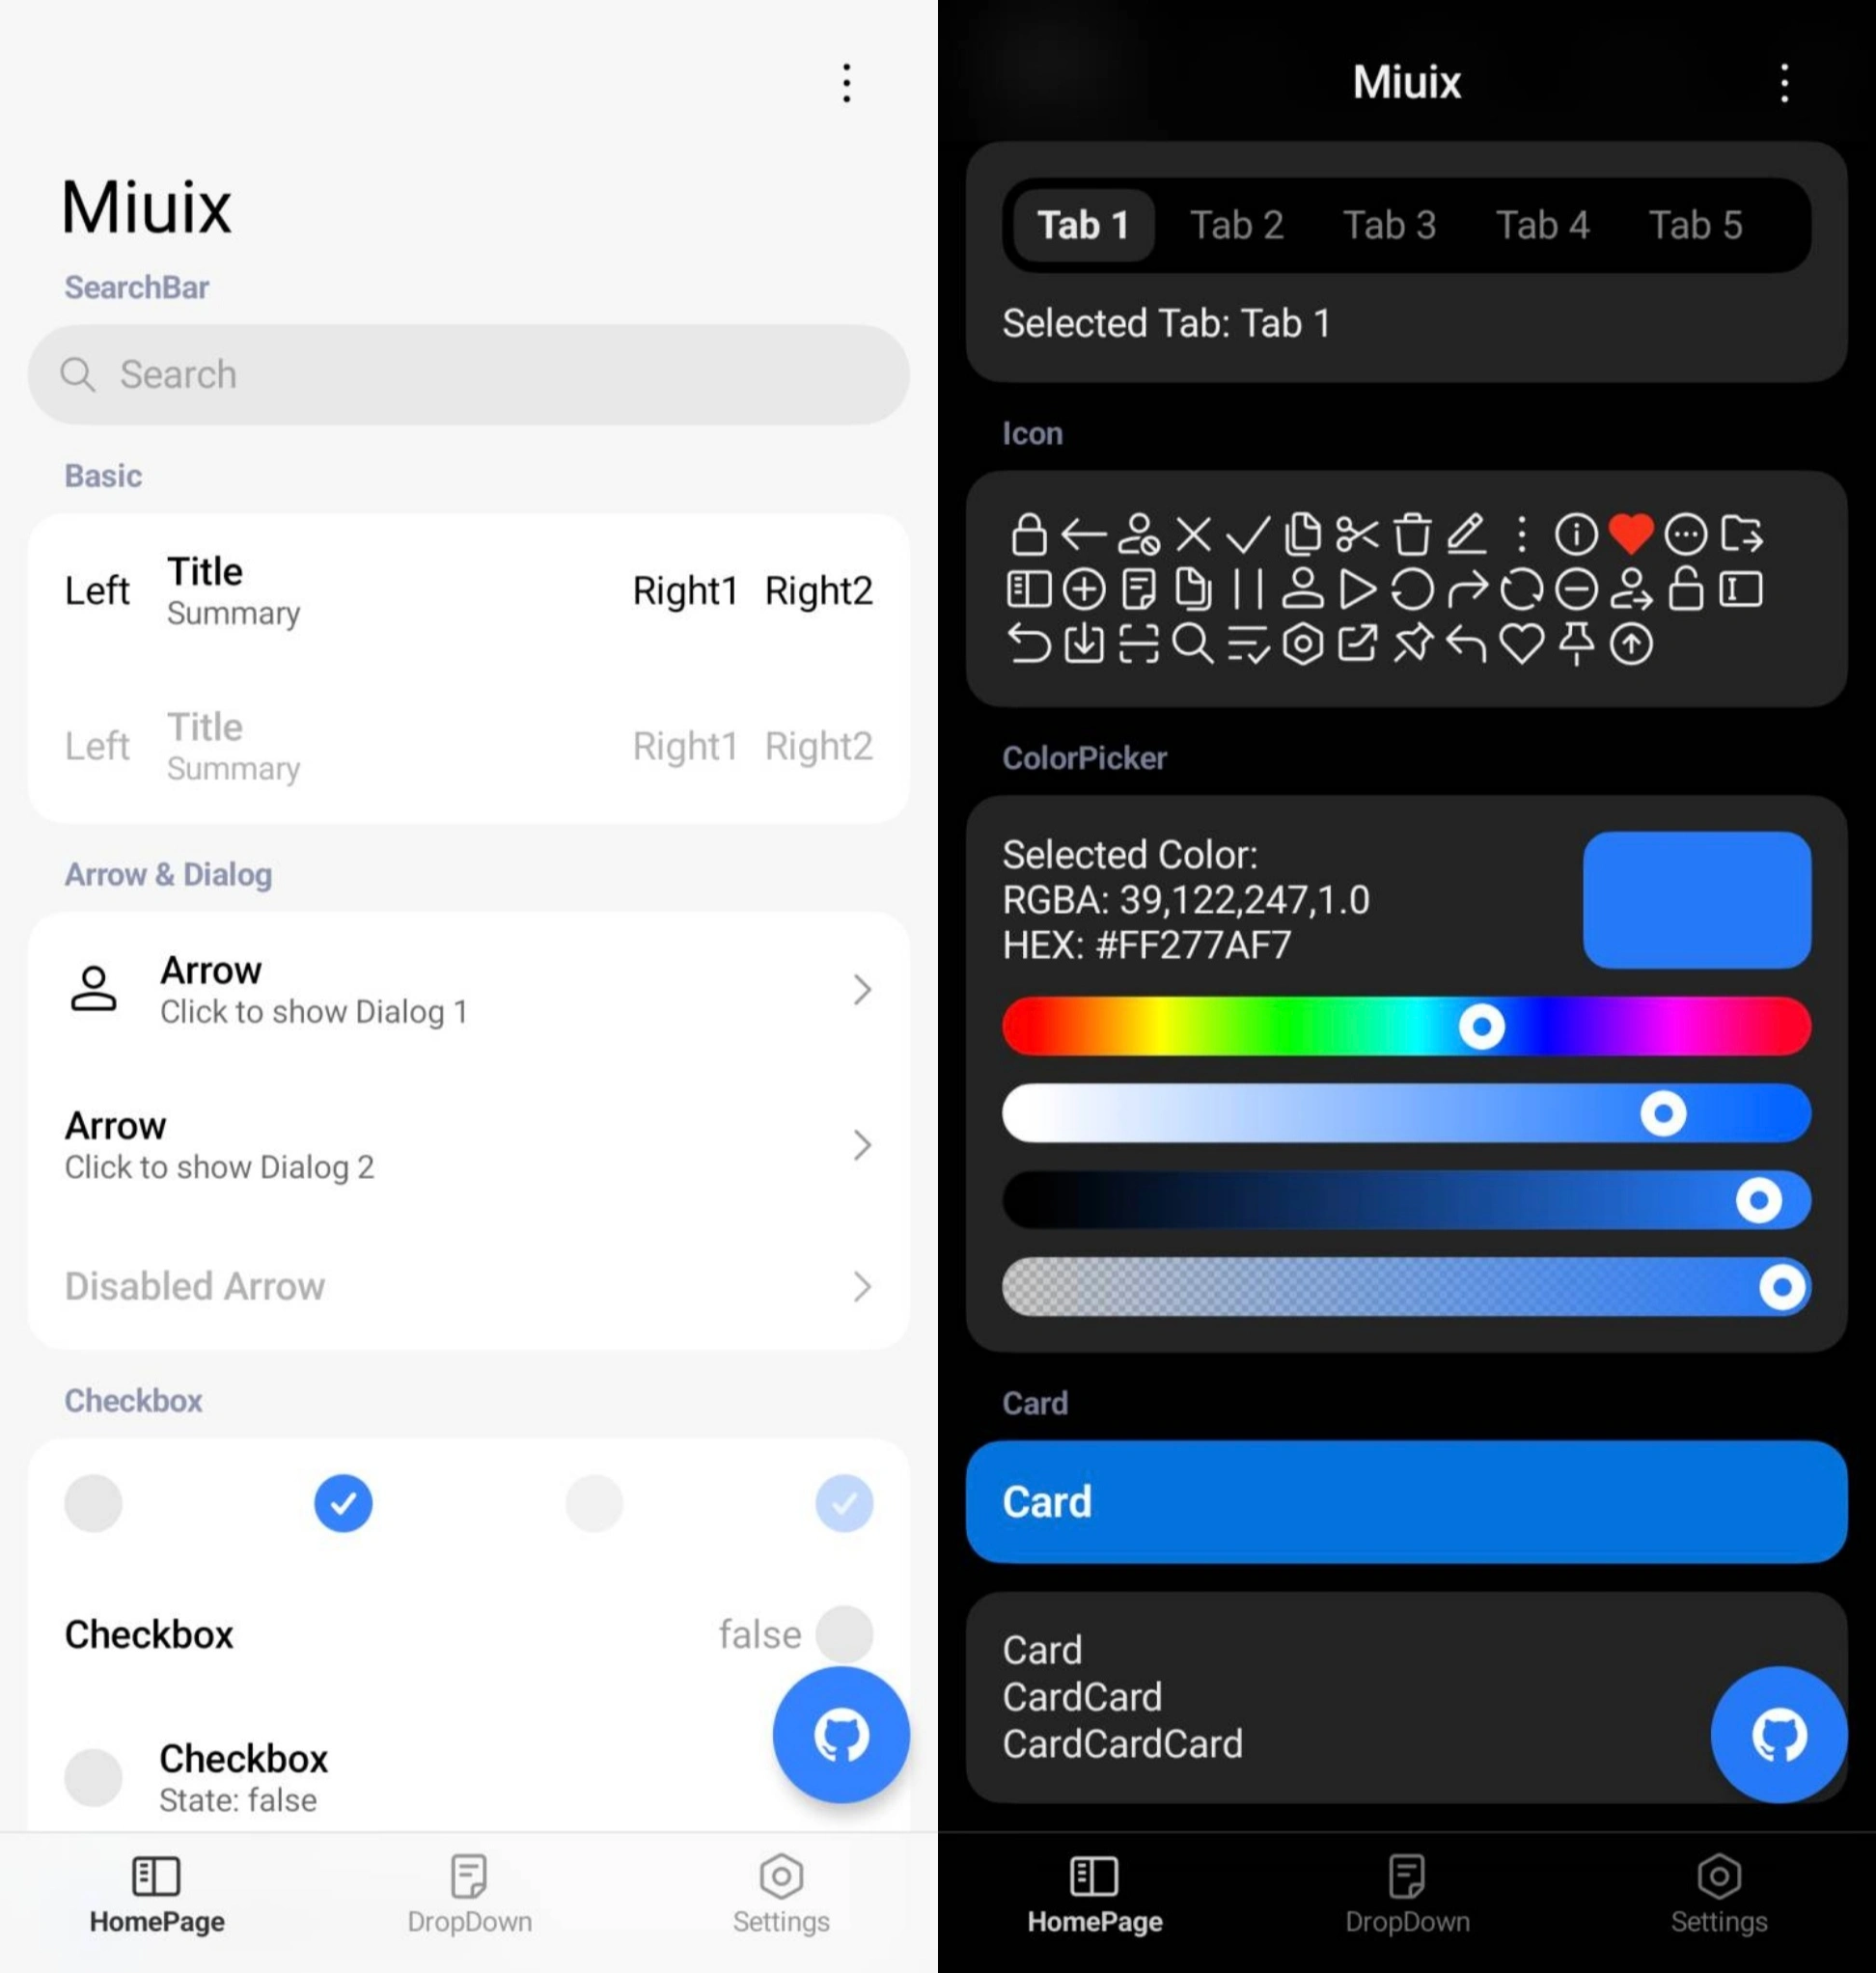 Miuix
SearchBar
Search
Basic
Left
Title
Summary
Right1 Right2
Left
Title
Summary
Right1 Right2
Arrow & Dialog
Arrow
Click to show Dialog 1
Arrow
Click to show Dialog 2
Disabled Arrow
Checkbox
Checkbox
false
Checkbox
State: false
HomePage DropDown Settings
Miuix
Tab 1 Tab 2 Tab 3 Tab 4 Tab 5
Selected Tab: Tab 1
Icon
ColorPicker
Selected Color:
RGBA: 39,122,247,1.0
HEX: #FF277AF7
Card
Card
Card
CardCard
CardCardCard
HomePage DropDown Settings